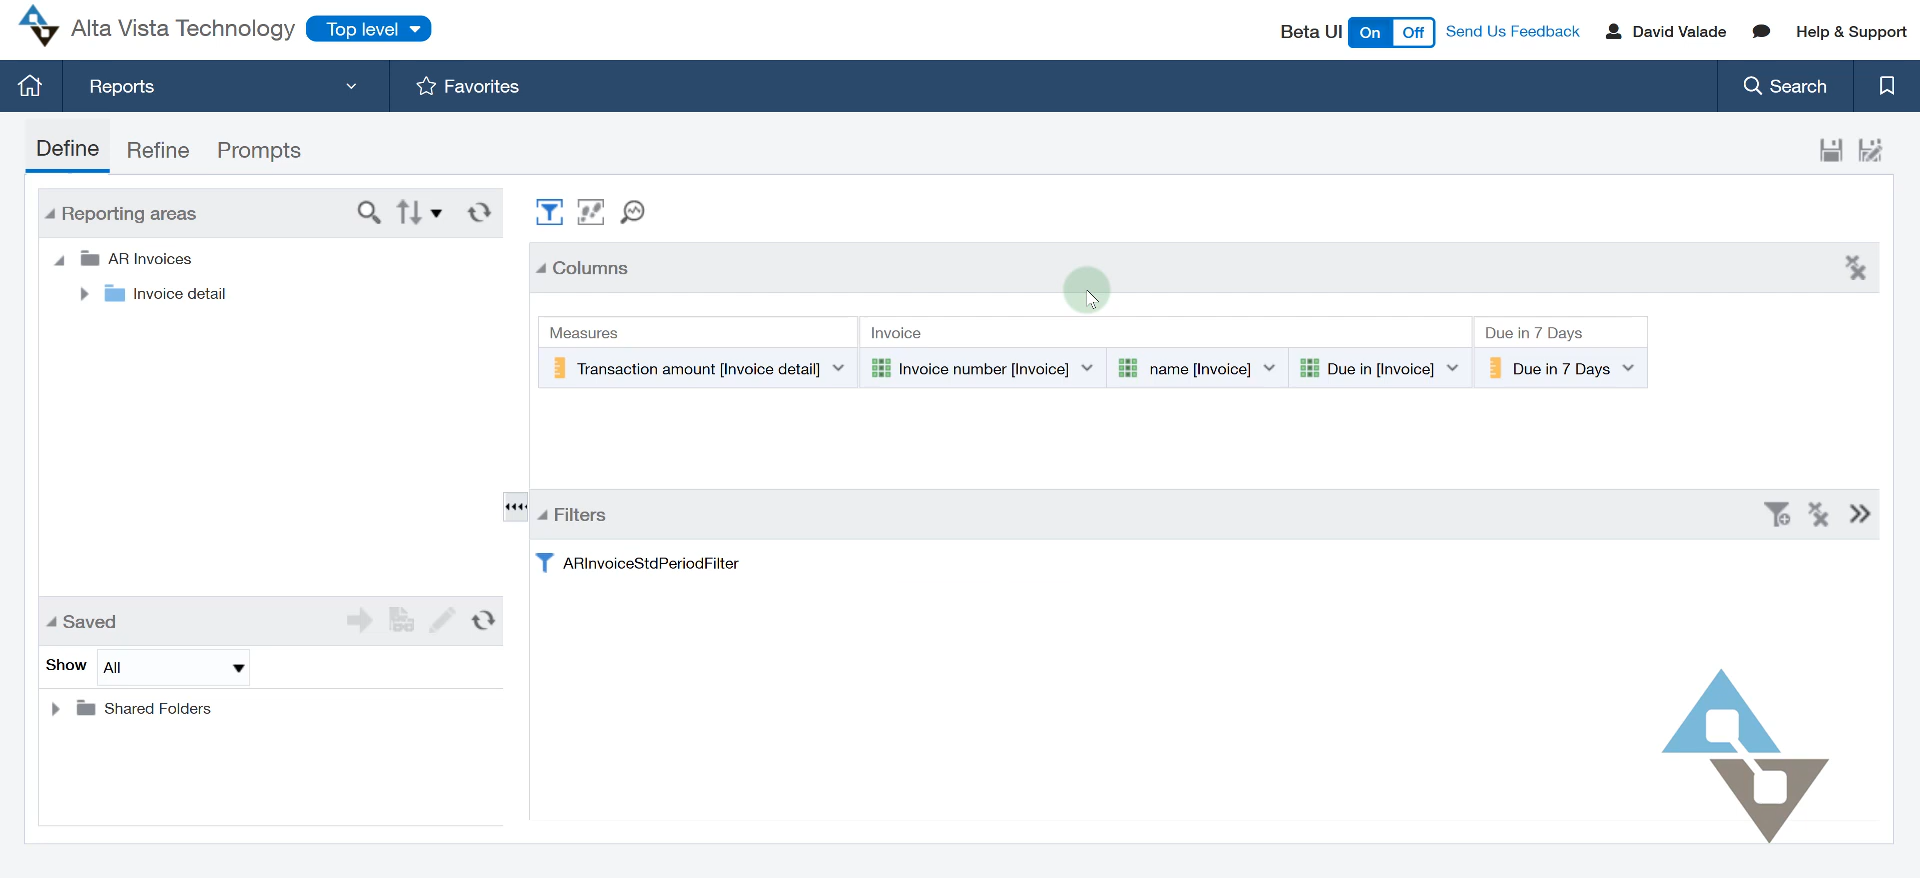 Alta Vista Technology Top level Beta UI On Off Send Us Feedback David Valade Help & Support
Reports Favorites Search
Define Refine Prompts
Reporting areas
AR Invoices
Invoice detail
Columns
Measures Invoice Due in 7 Days
Transaction amount [Invoice detail] Invoice number [Invoice] name [Invoice] Due in [Invoice] Due in 7 Days
Filters
ARInvoiceStdPeriodFilter
Saved
Show All
Shared Folders